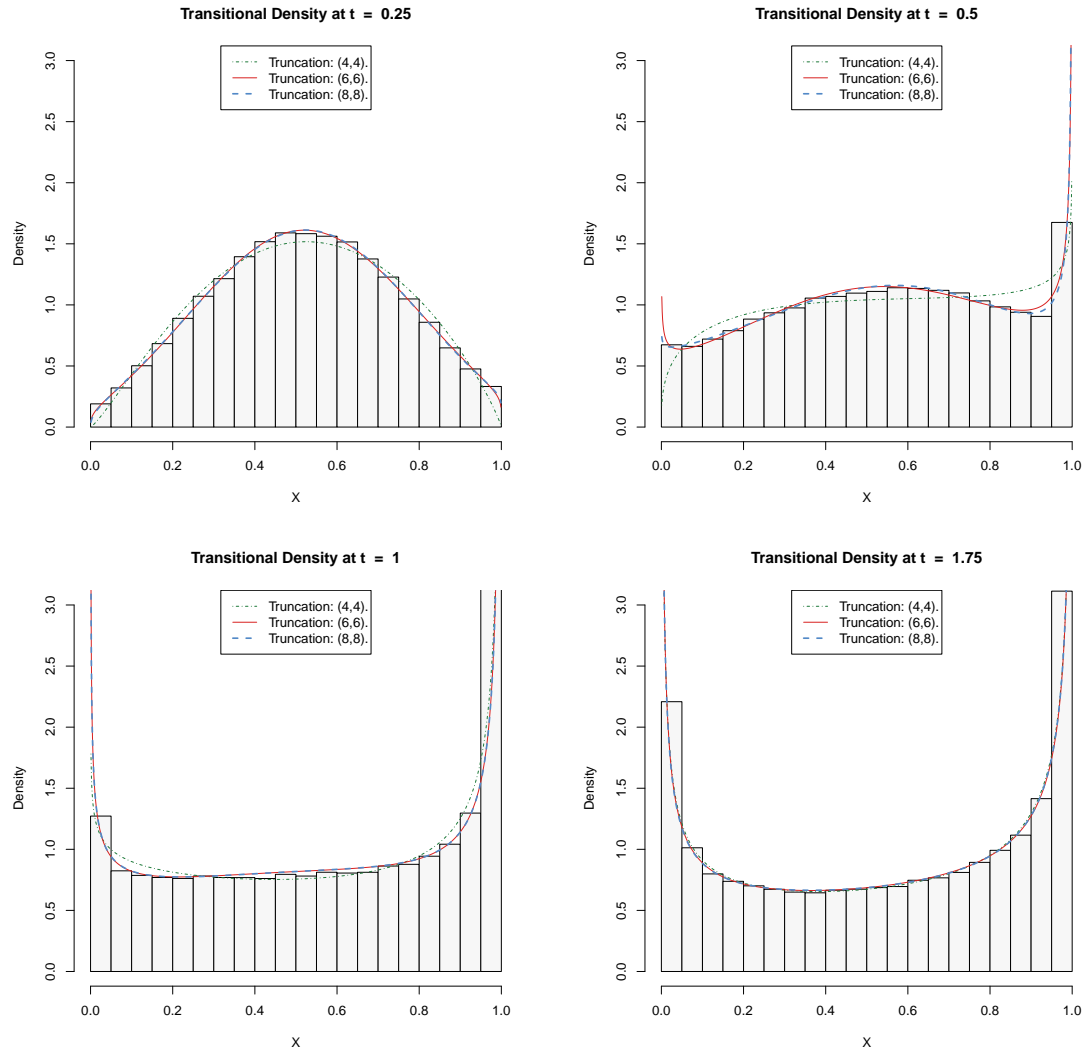 Transitional Density at t = 0.25
Truncation: (4,4).
Truncation: (6,6).
Truncation: (8,8).
Density
0.0 0.5 1.0 1.5 2.0 2.5 3.0
0.0 0.2 0.4 0.6 0.8 1.0
X
Transitional Density at t = 0.5
Truncation: (4,4).
Truncation: (6,6).
Truncation: (8,8).
Density
0.0 0.5 1.0 1.5 2.0 2.5 3.0
0.0 0.2 0.4 0.6 0.8 1.0
X
Transitional Density at t = 1
Truncation: (4,4).
Truncation: (6,6).
Truncation: (8,8).
Density
0.0 0.5 1.0 1.5 2.0 2.5 3.0
0.0 0.2 0.4 0.6 0.8 1.0
X
Transitional Density at t = 1.75
Truncation: (4,4).
Truncation: (6,6).
Truncation: (8,8).
Density
0.0 0.5 1.0 1.5 2.0 2.5 3.0
0.0 0.2 0.4 0.6 0.8 1.0
X